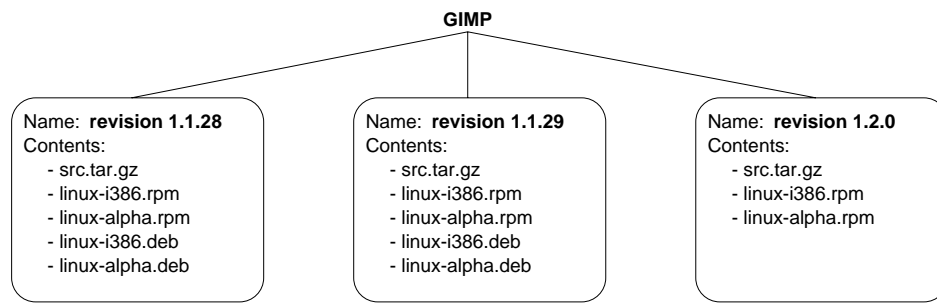 GIMP
Name: revision 1.1.28
Contents:
- src.tar.gz
- linux-i386.rpm
- linux-alpha.rpm
- linux-i386.deb
- linux-alpha.deb
Name: revision 1.1.29
Contents:
- src.tar.gz
- linux-i386.rpm
- linux-alpha.rpm
- linux-i386.deb
- linux-alpha.deb
Name: revision 1.2.0
Contents:
- src.tar.gz
- linux-i386.rpm
- linux-alpha.rpm